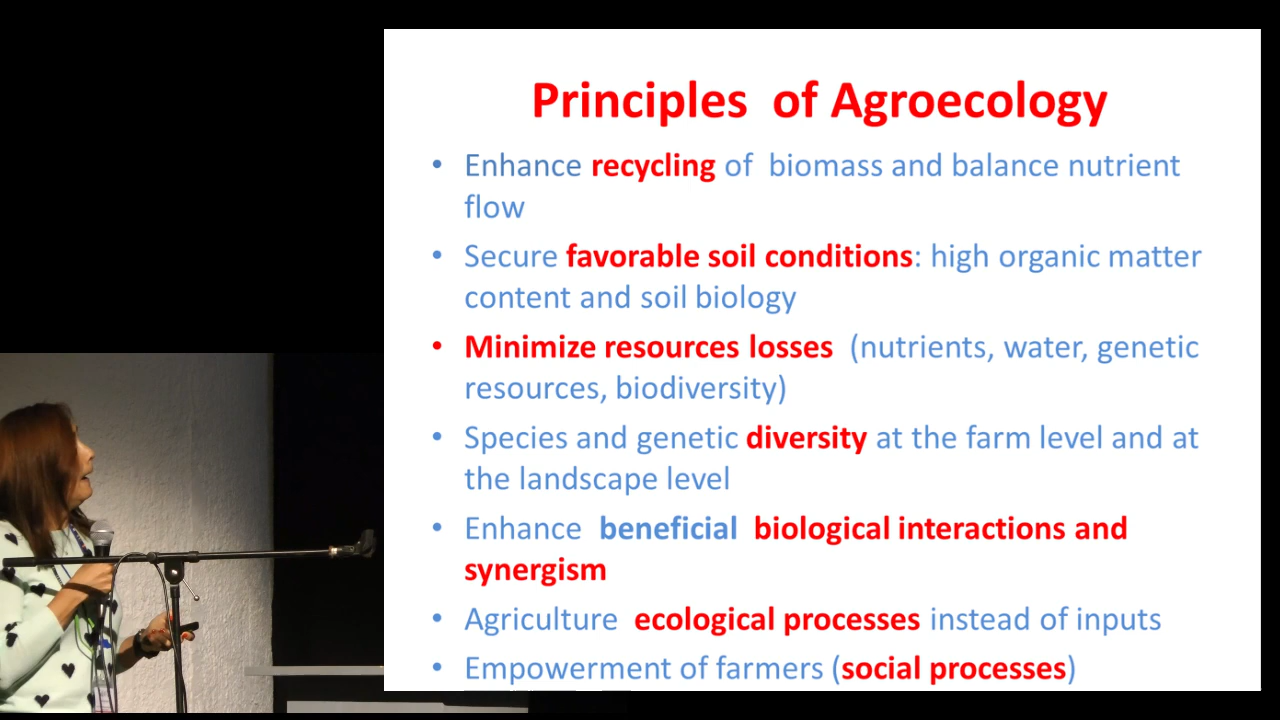 Principles of Agroecology
• Enhance recycling of biomass and balance nutrient
flow
• Secure favorable soil conditions: high organic matter
content and soil biology
• Minimize resources losses (nutrients, water, genetic
resources, biodiversity)
• Species and genetic diversity at the farm level and at
the landscape level
• Enhance beneficial biological interactions and
synergism
• Agriculture ecological processes instead of inputs
• Empowerment of farmers (social processes)